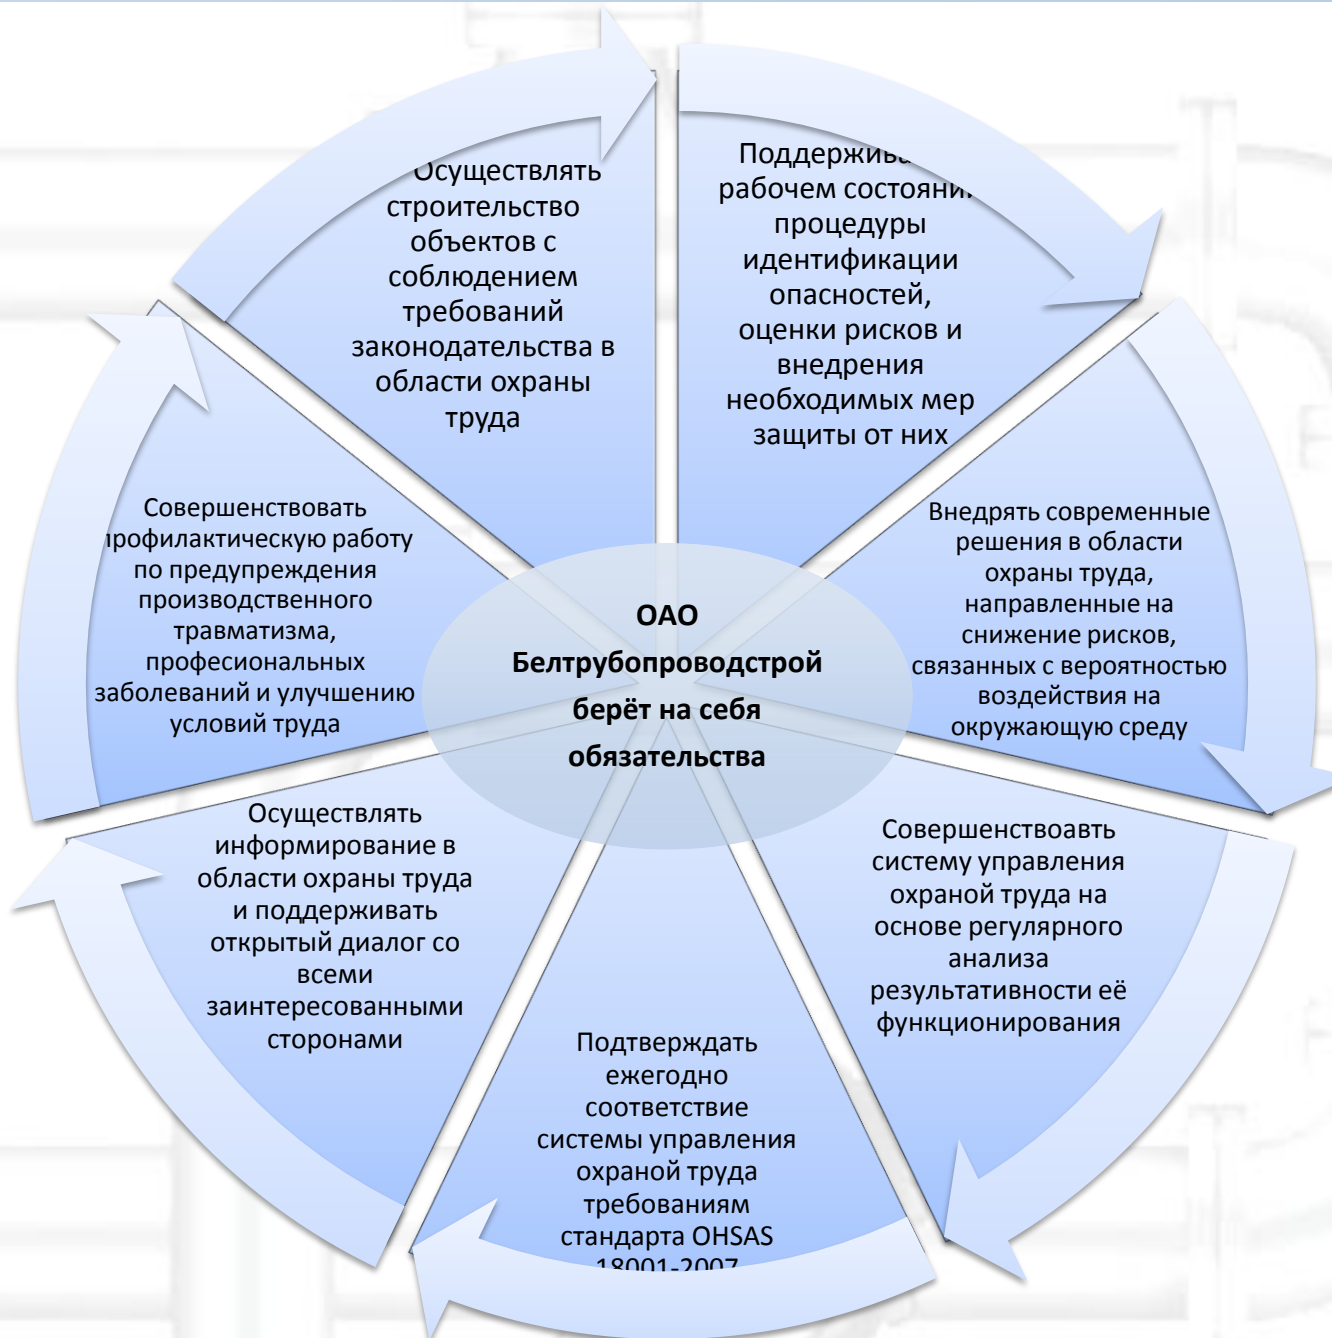 Осуществлять
строительство
объектов с
соблюдением
требований
законодательства в
области охраны
труда
рабочем
процедуры
идентификации
опасностей,
оценки рисков и
внедрения
необходимых мер
защиты от них
Внедрять современные
решения в области
охраны труда,
направленные на
снижение рисков,
связанных с вероятностью
воздействия на
окружающую среду
Совершенствоавть
систему управления
охраной труда на
основе регулярного
анализа
результативности её
функционирования
Подтверждать
ежегодно
соответствие
системы управления
охраной труда
требованиям
стандарта OHSAS
18001-2007
Осуществлять
информирование в
области охраны труда
и поддерживать
открытый диалог со
всеми
заинтересованными
сторонами
Совершенствовать
профилактическую работу
по предупреждения
производственного
травматизма,
професиональных
заболеваний и улучшению
условий труда
ОАО
Белтрубопроводстрой
берёт на себя
обязательства